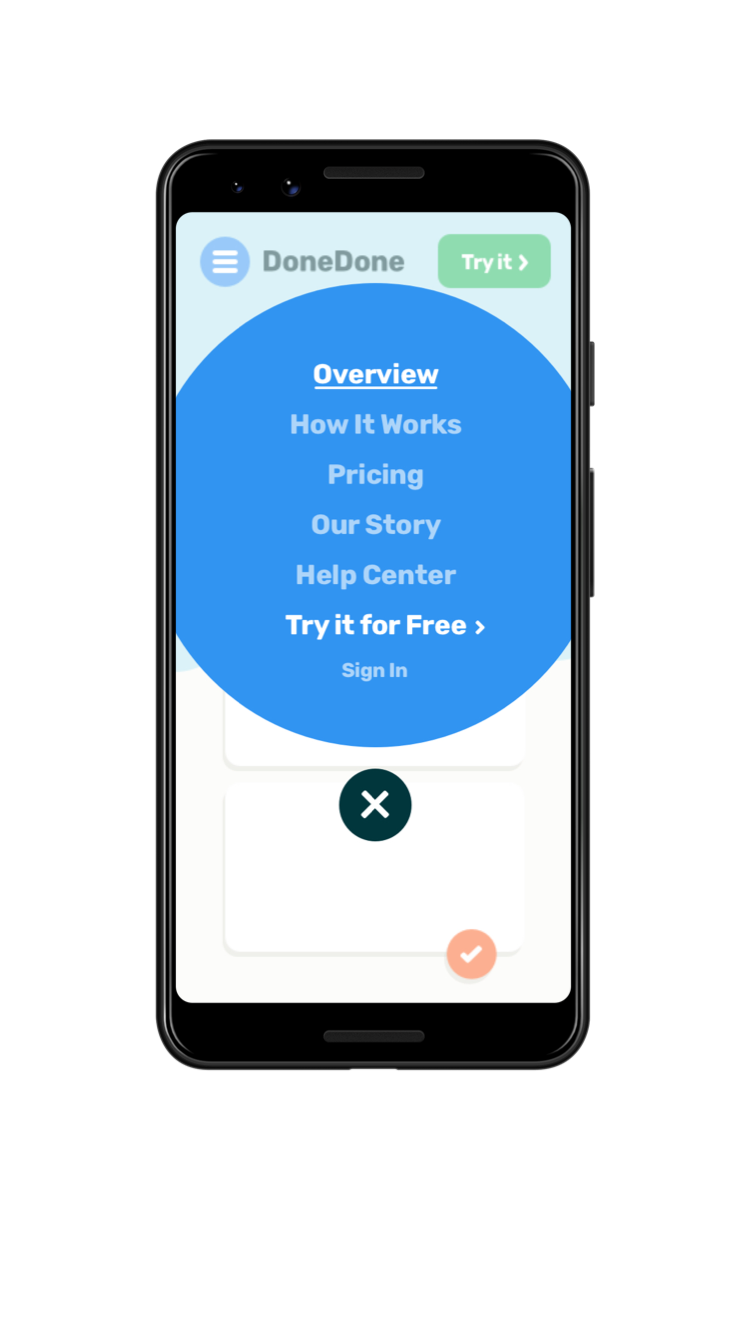 DoneDone
Try it
Overview
How It Works
Pricing
Our Story
Help Center
Try it for Free
Sign In